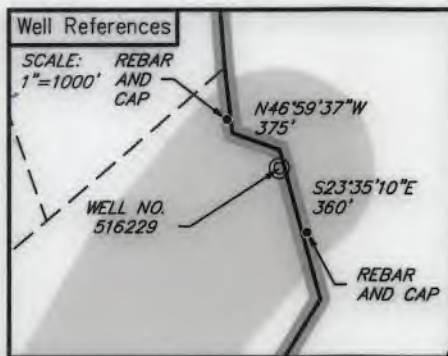 Well References
SCALE:
1"=1000'
REBAR
AND
CAP
N46°59'37"W
375'
WELL NO.
516229
S23°35'10"E
360'
REBAR
AND CAP